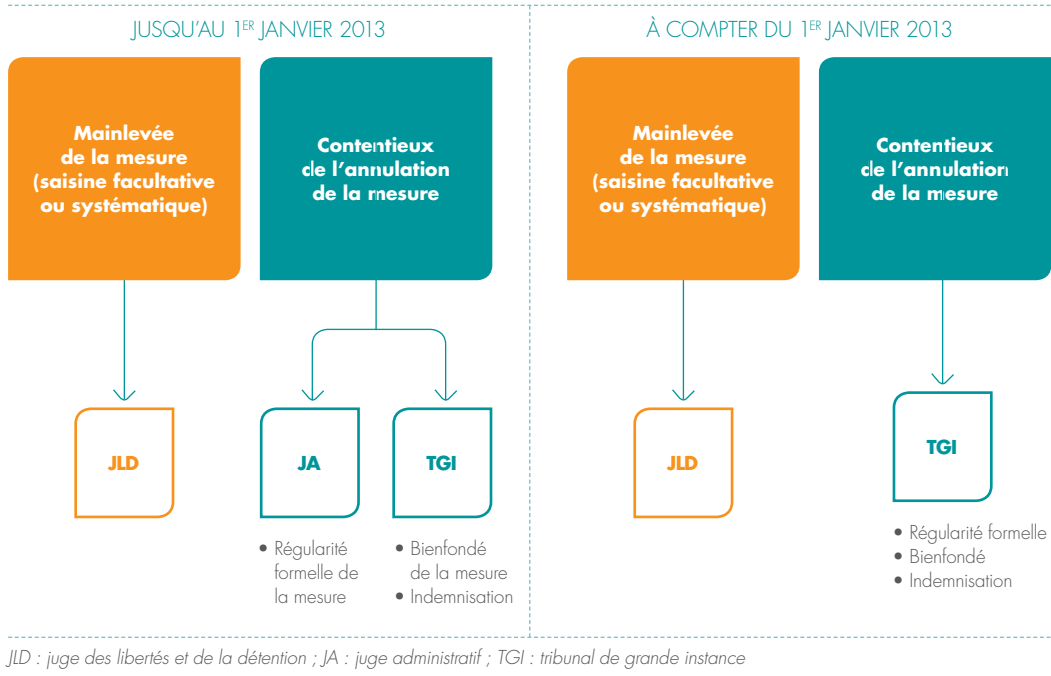 JUSQU'AU 1ER JANVIER 2013
Mainlevée
de la mesure
(saisine facultative
ou systématique)
Contentieux
de l'annulation
de la mesure
JLD
JA
TGI
• Régularité
formelle de
la mesure
• Bienfondé
de la mesure
• Indemnisation
À COMPTER DU 1ER JANVIER 2013
Mainlevée
de la mesure
(saisine facultative
ou systématique)
Contentieux
de l'annulation
de la mesure
JLD
TGI
• Régularité formelle
• Bienfondé
• Indemnisation
JLD : juge des libertés et de la détention ; JA : juge administratif ; TGI : tribunal de grande instance